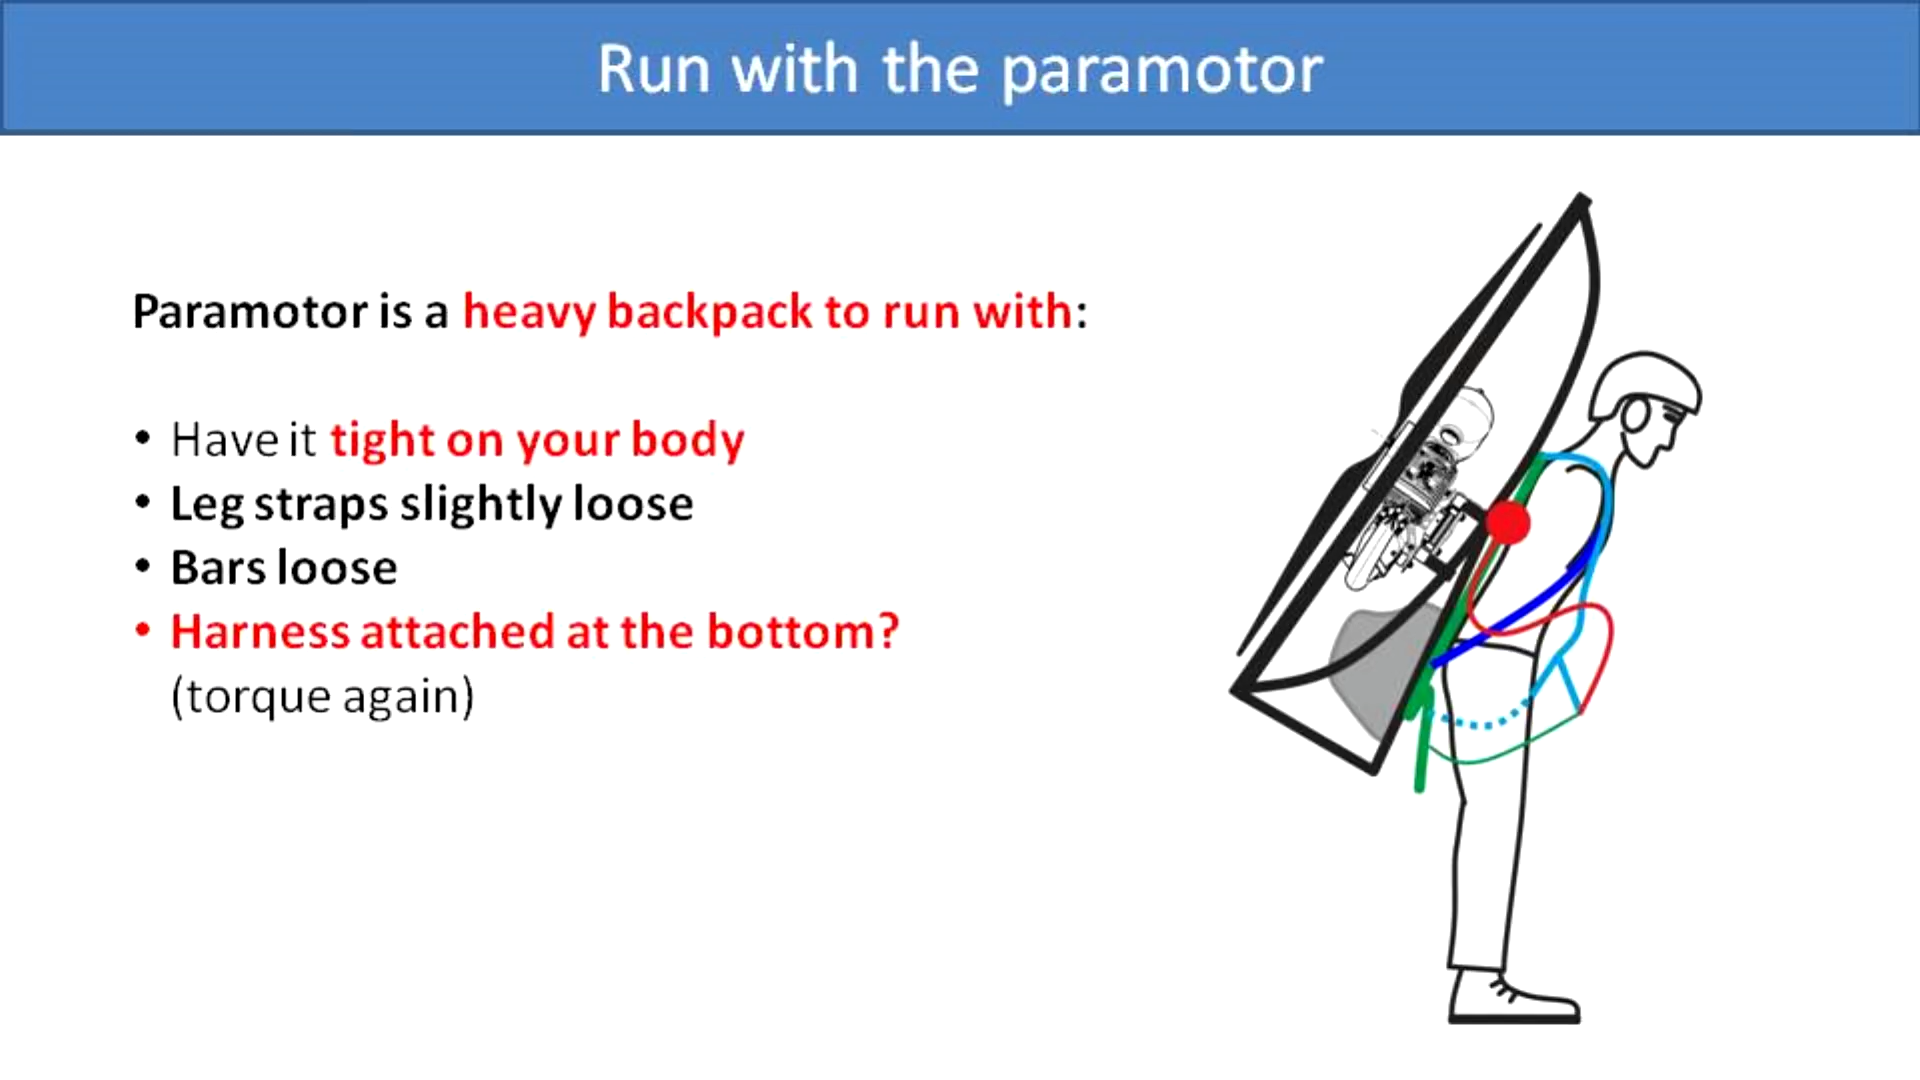 Run with the paramotor
Paramotor is a heavy backpack to run with:
• Have it tight on your body
• Leg straps slightly loose
• Bars loose
• Harness attached at the bottom?
(torque again)